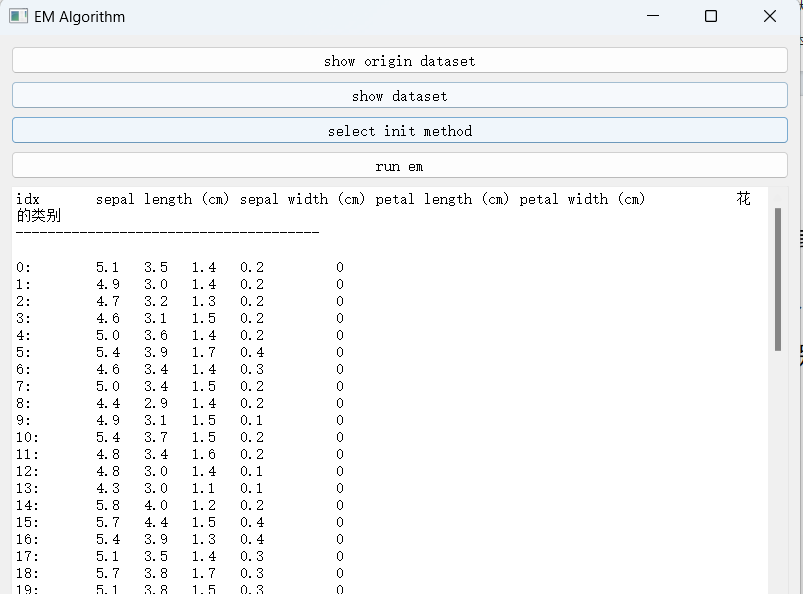 EM Algorithm
show origin dataset
show dataset
select init method
run em
idx sepal length (cm) sepal width (cm) petal length (cm) petal width (cm) 花
的类别
--------------------------------------
0: 5.1 3.5 1.4 0.2 0
1: 4.9 3.0 1.4 0.2 0
2: 4.7 3.2 1.3 0.2 0
3: 4.6 3.1 1.5 0.2 0
4: 5.0 3.6 1.4 0.2 0
5: 5.4 3.9 1.7 0.4 0
6: 4.6 3.4 1.4 0.3 0
7: 5.0 3.4 1.5 0.2 0
8: 4.4 2.9 1.4 0.2 0
9: 4.9 3.1 1.5 0.1 0
10: 5.4 3.7 1.5 0.2 0
11: 4.8 3.4 1.6 0.2 0
12: 4.8 3.0 1.4 0.1 0
13: 4.3 3.0 1.1 0.1 0
14: 5.8 4.0 1.2 0.2 0
15: 5.7 4.4 1.5 0.4 0
16: 5.4 3.9 1.3 0.4 0
17: 5.1 3.5 1.4 0.3 0
18: 5.7 3.8 1.7 0.3 0
19: 5.1 3.8 1.5 0.3 0